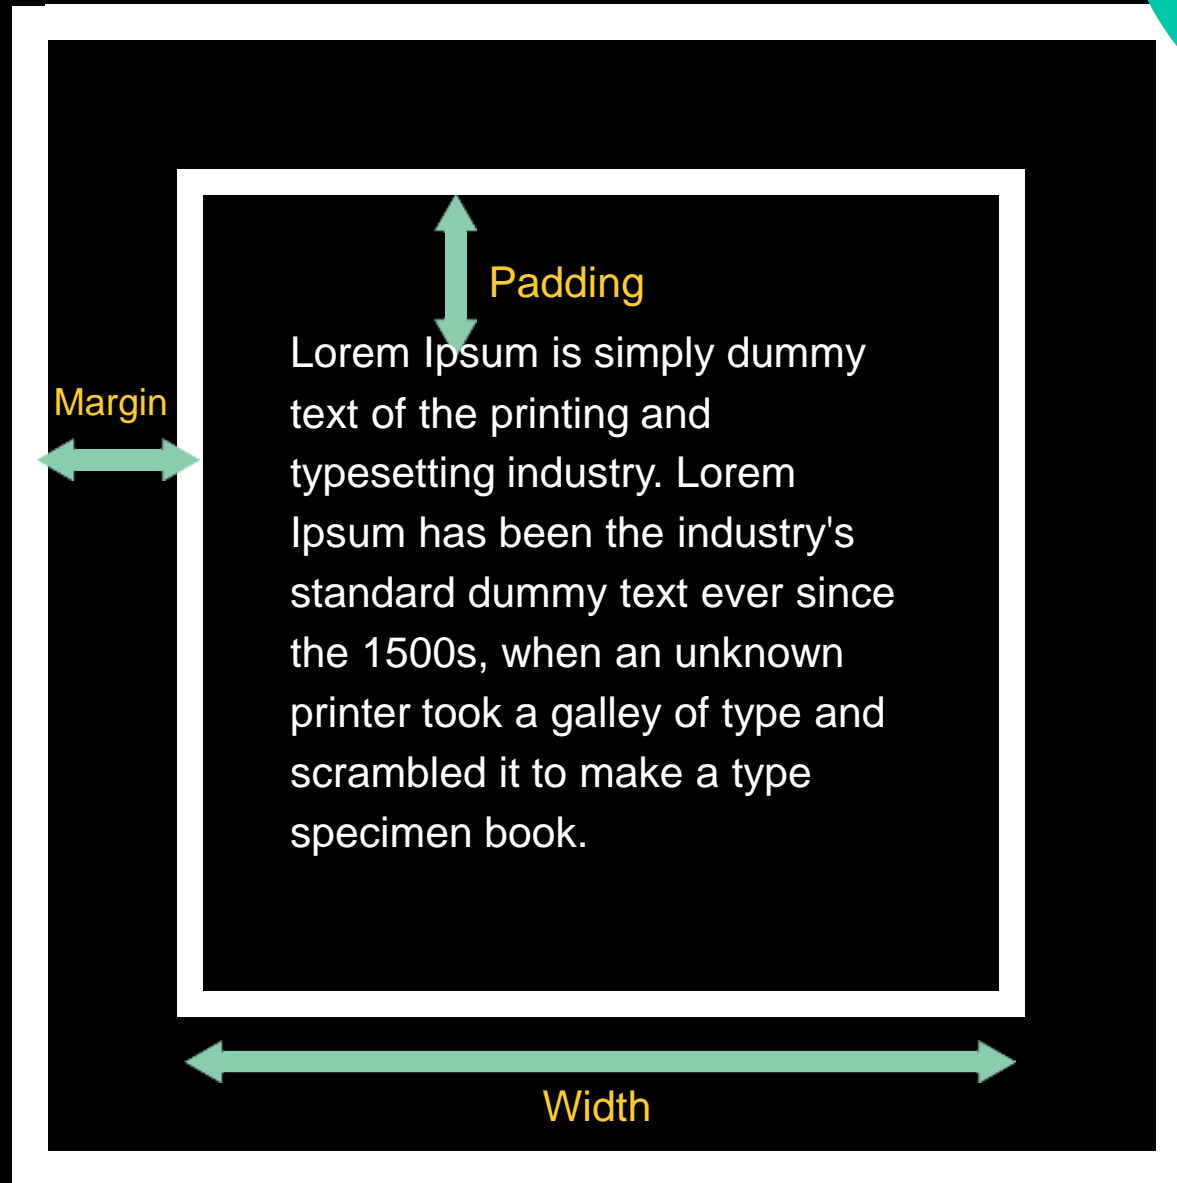 Padding
Lorem Ipsum is simply dummy
text of the printing and
typesetting industry. Lorem
Ipsum has been the industry's
standard dummy text ever since
the 1500s, when an unknown
printer took a galley of type and
scrambled it to make a type
specimen book.
Margin
Width